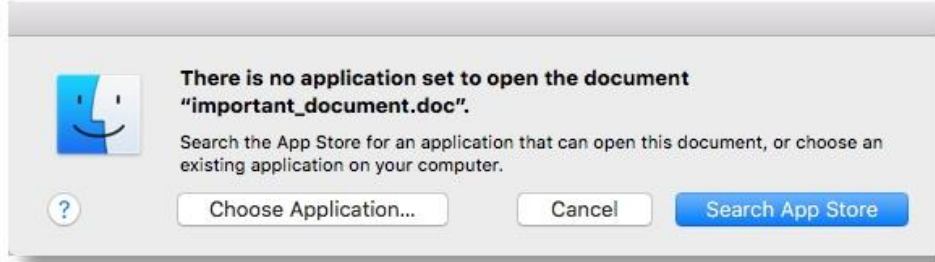 There is no application set to open the document
“important_document.doc”.
Search the App Store for an application that can open this document, or choose an
existing application on your computer.
?
Choose Application...
Cancel
Search App Store